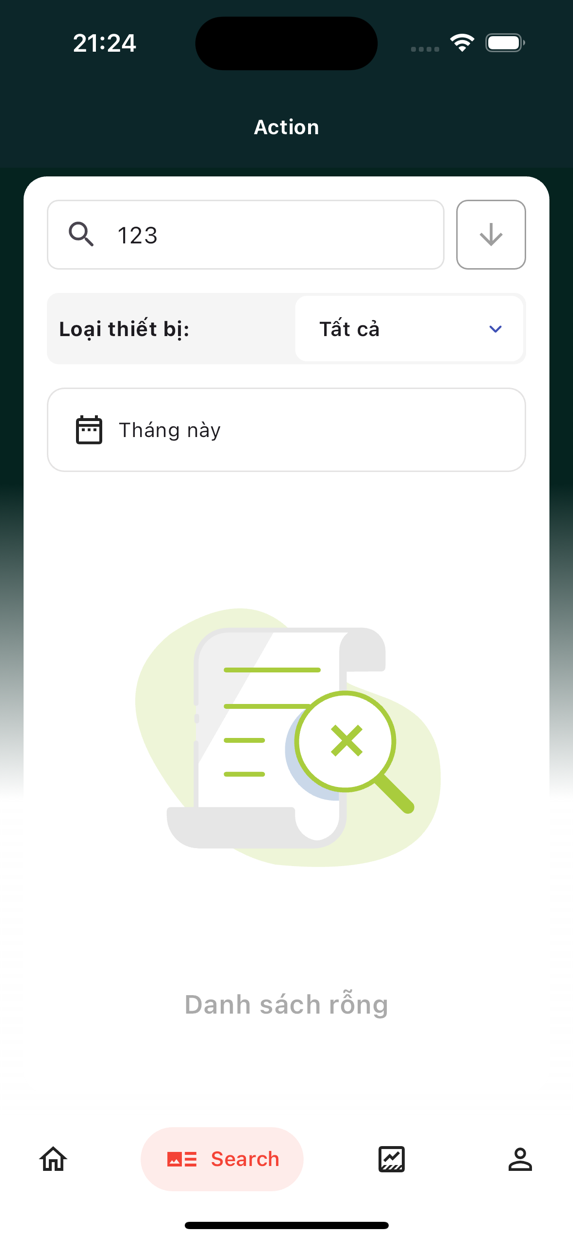 21:24
Action
123
Loại thiết bị:
Tất cả
Tháng này
Danh sách rỗng
Search